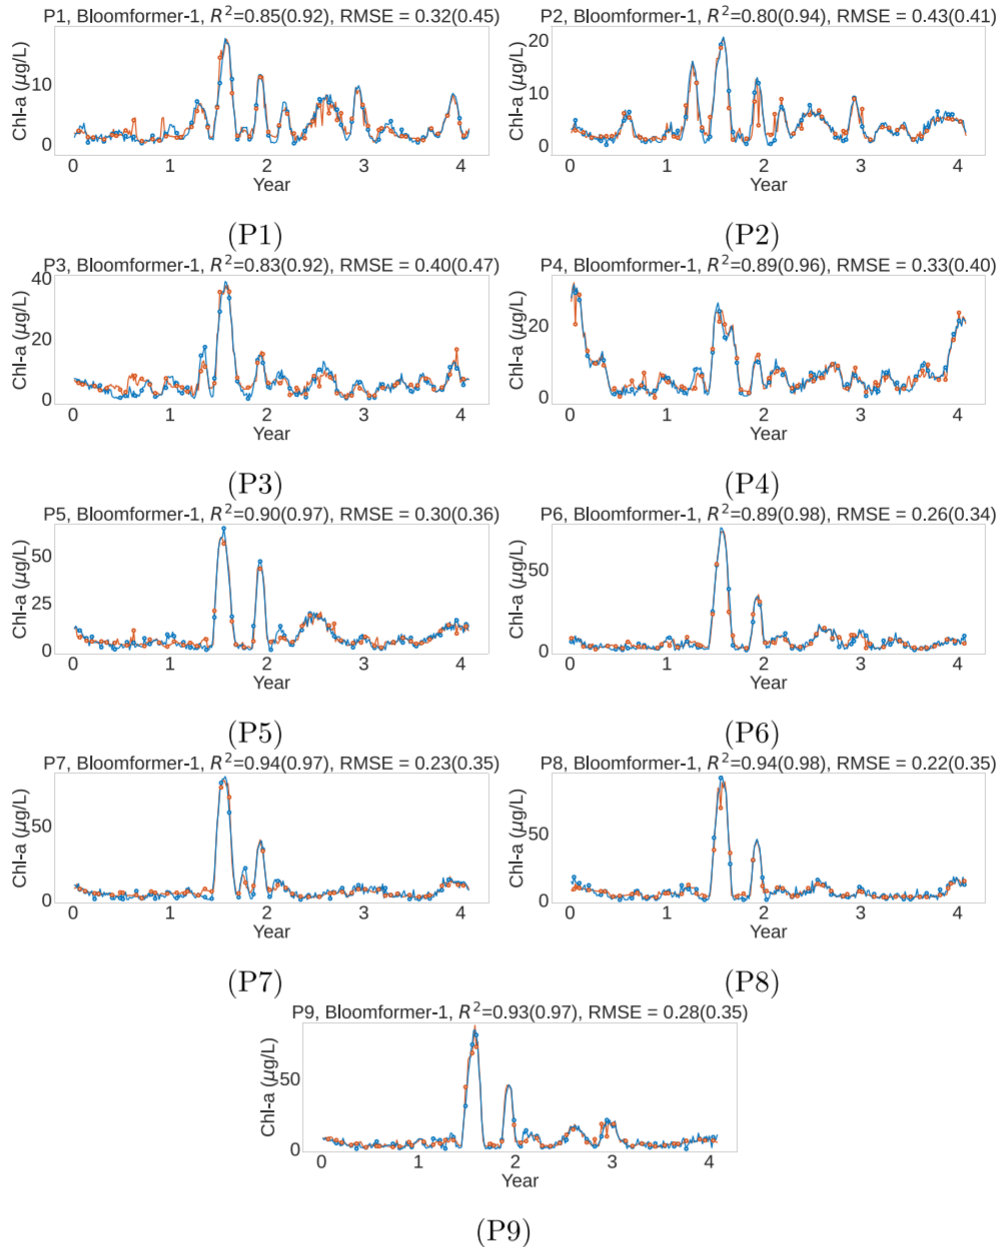 P1, Bloomformer-1, R²=0.85(0.92), RMSE = 0.32(0.45)
Chl-a (μg/L)
10
0
0 1 2 3 4
Year
(P1)
P2, Bloomformer-1, R²=0.80(0.94), RMSE = 0.43(0.41)
Chl-a (μg/L)
20
10
0
0 1 2 3 4
Year
(P2)
P3, Bloomformer-1, R²=0.83(0.92), RMSE = 0.40(0.47)
Chl-a (μg/L)
40
20
0
0 1 2 3 4
Year
(P3)
P4, Bloomformer-1, R²=0.89(0.96), RMSE = 0.33(0.40)
Chl-a (μg/L)
20
0
0 1 2 3 4
Year
(P4)
P5, Bloomformer-1, R²=0.90(0.97), RMSE = 0.30(0.36)
Chl-a (μg/L)
50
25
0
0 1 2 3 4
Year
(P5)
P6, Bloomformer-1, R²=0.89(0.98), RMSE = 0.26(0.34)
Chl-a (μg/L)
50
0
0 1 2 3 4
Year
(P6)
P7, Bloomformer-1, R²=0.94(0.97), RMSE = 0.23(0.35)
Chl-a (μg/L)
50
0
0 1 2 3 4
Year
(P7)
P8, Bloomformer-1, R²=0.94(0.98), RMSE = 0.22(0.35)
Chl-a (μg/L)
50
0
0 1 2 3 4
Year
(P8)
P9, Bloomformer-1, R²=0.93(0.97), RMSE = 0.28(0.35)
Chl-a (μg/L)
50
0
0 1 2 3 4
Year
(P9)